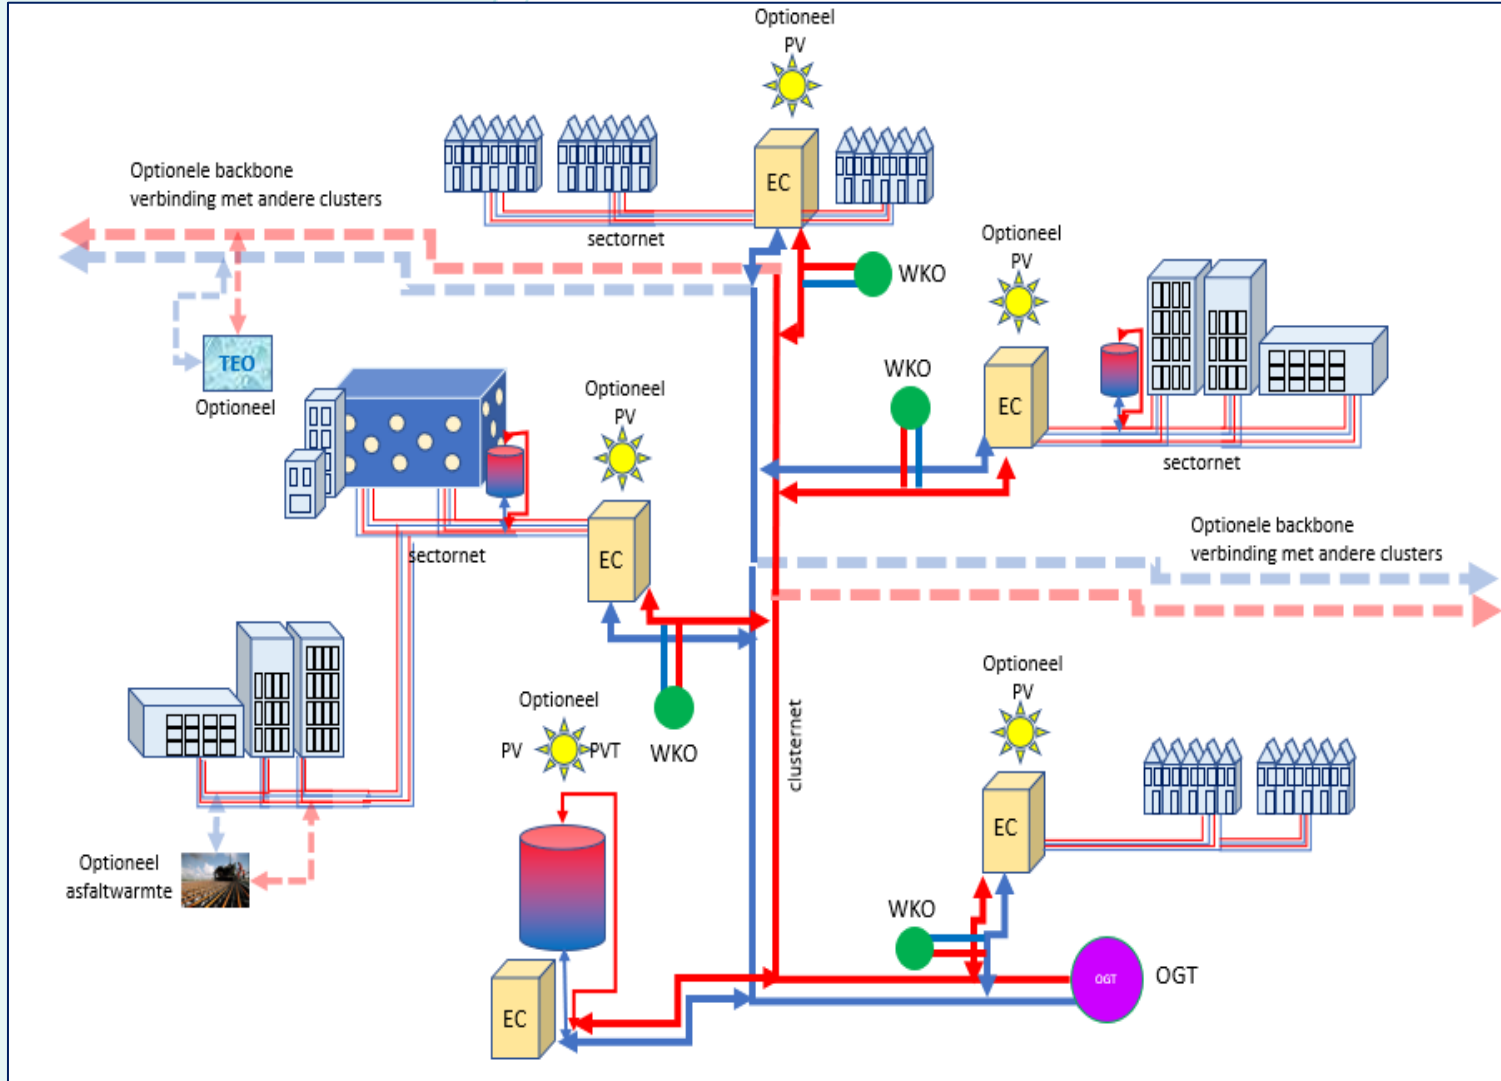 Optioneel
PV
EC
Optionele backbone
verbinding met andere clusters
sectornet
WKO
Optioneel
PV
TEO
Optioneel
WKO
EC
sectornet
Optioneel
PV
EC
sectornet
Optionele backbone
verbinding met andere clusters
WKO
Optioneel
PV
Optioneel
PV PVT
clusternet
EC
Optioneel
asfaltwarmte
WKO
OGT
OGT
EC